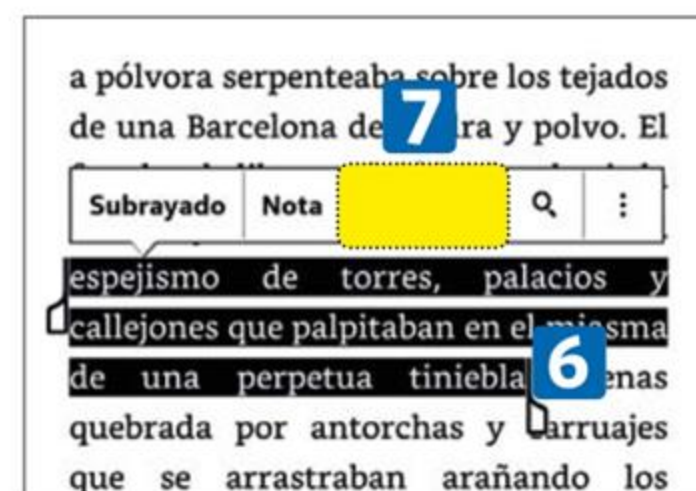 a pólvora serpenteaba sobre los tejados
de una Barcelona de y polvo. El
7
Subrayado Nota
espejismo de torres, palacios y
callejones que palpitaban en el miasma
de una perpetua tiniebla
6
quebrada por antorchas y carruajes
que se arrastraban arañando los